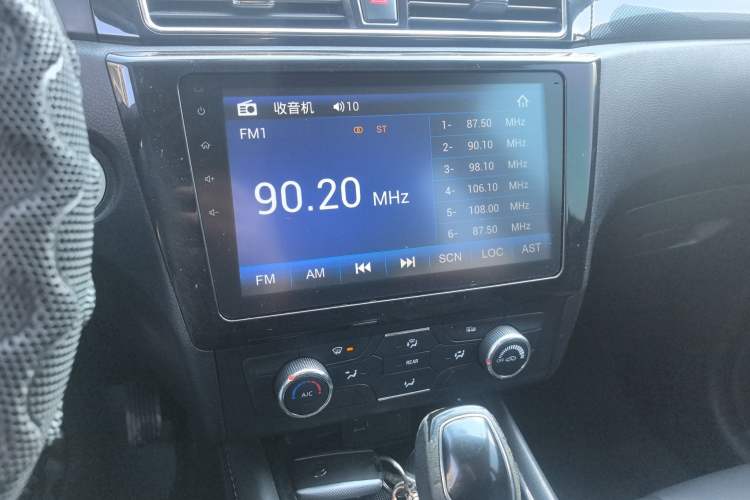 收音机 10
FM1 ST
90.20 MHz
1- 87.50 MHz
2- 90.10 MHz
3- 98.10 MHz
4- 106.10 MHz
5- 108.00 MHz
6- 87.50 MHz
FM AM SCN LOC AST
REAR
A/C